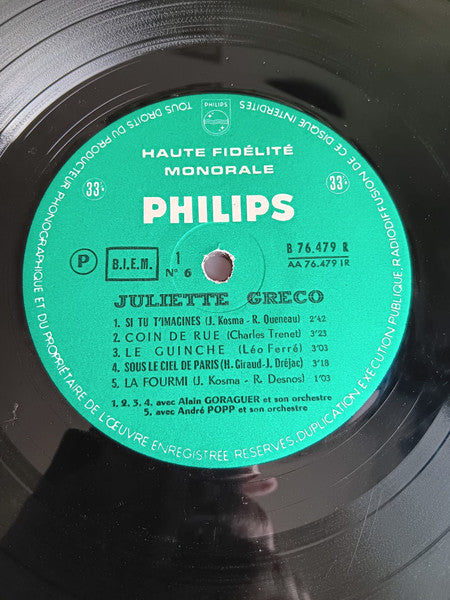 PHILIPS
HAUTE FIDÉLITÉ
MONORALE
33
33
PHILIPS
P
B.I.E.M.
1
N° 6
B 76.479 R
AA 76.479 1R
JULIETTE GRECO
1. SI TU T'IMAGINES (J. Kosma - R. Queneau) 2'42
2. COIN DE RUE (Charles Trenet) 3'23
3. LE GUINCHE (Léo Ferré) 3'03
4. SOUS LE CIEL DE PARIS (H. Giraud-J. Dréjac) 3'18
5. LA FOURMI (J. Kosma - R. Desnos) 1'03
1, 2, 3, 4, avec Alain GORAGUER et son orchestre
5. avec André POPP et son orchestre
TOUS DROITS DU PRODUCTEUR PHONOGRAPHIQUE ET DU PROPRIÉTAIRE DE L'ŒUVRE ENREGISTRÉE RÉSERVÉS, DUPLICATION EXÉCUTION PUBLIQUE, RADIODIFFUSION DE CE DISQUE INTERDITES